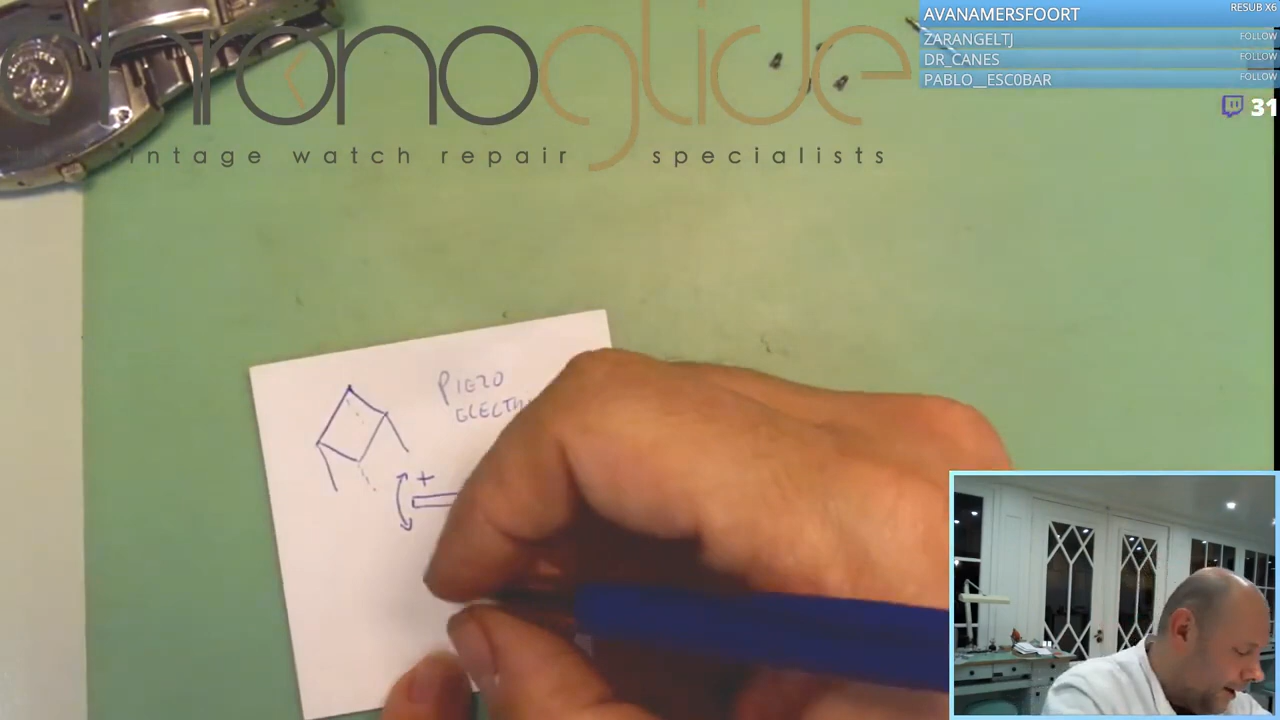 chronoglide
intage watch repair specialists
AVANAMERSFOORT RESUB X6
ZARANGELTJ FOLLOW
DR_CANES FOLLOW
PABLO__ESC0BAR FOLLOW
31
PIEZO
+